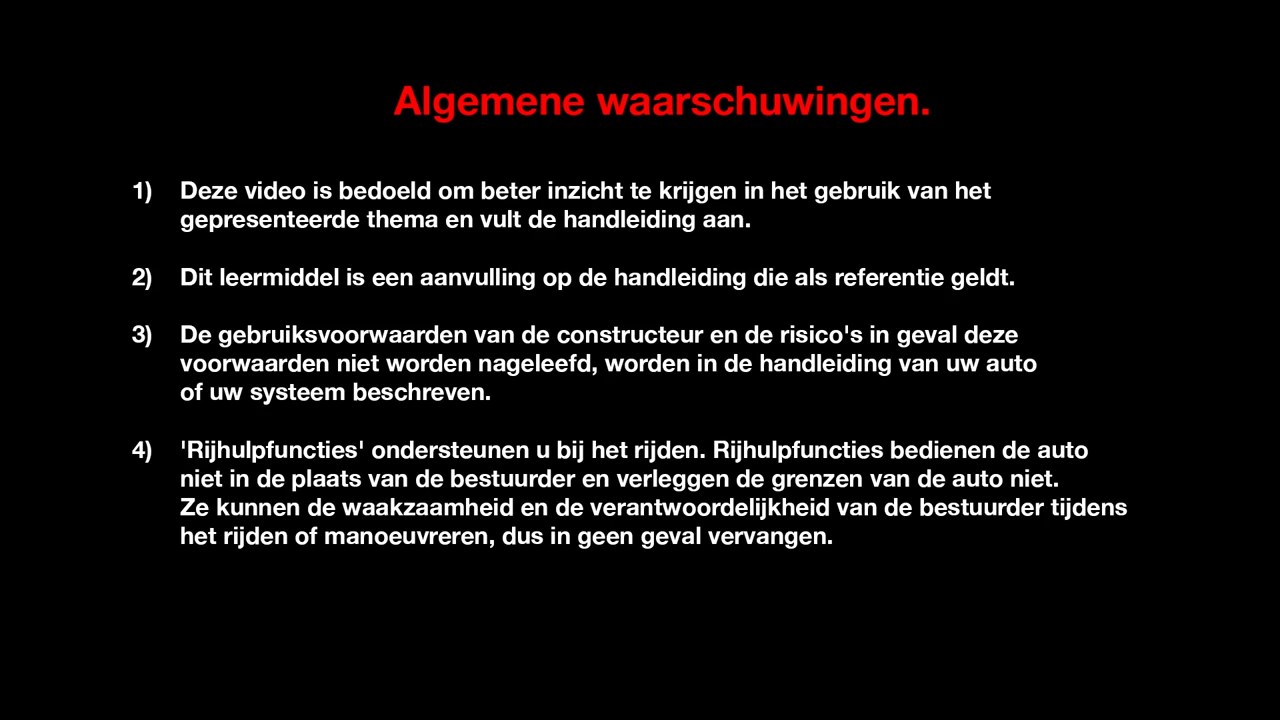 Algemene waarschuwingen.
1) Deze video is bedoeld om beter inzicht te krijgen in het gebruik van het
gepresenteerde thema en vult de handleiding aan.
2) Dit leermiddel is een aanvulling op de handleiding die als referentie geldt.
3) De gebruiksvoorwaarden van de constructeur en de risico's in geval deze
voorwaarden niet worden nageleefd, worden in de handleiding van uw auto
of uw systeem beschreven.
4) 'Rijhulpfuncties' ondersteunen u bij het rijden. Rijhulpfuncties bedienen de auto
niet in de plaats van de bestuurder en verleggen de grenzen van de auto niet.
Ze kunnen de waakzaamheid en de verantwoordelijkheid van de bestuurder tijdens
het rijden of manoeuvreren, dus in geen geval vervangen.